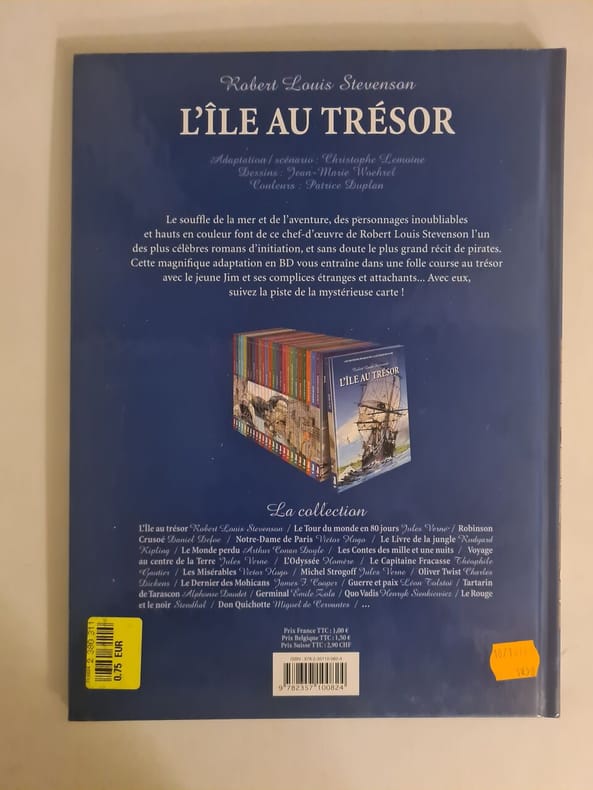 Robert Louis Stevenson
L'ÎLE AU TRÉSOR
Adaptation/scénario : Christophe Lemoine
Dessins : Jean-Marie Woehrel
Couleurs : Patrice Duplan
Le souffle de la mer et de l'aventure, des personnages inoubliables
et hauts en couleur font de ce chef-d'œuvre de Robert Louis Stevenson l'un
des plus célèbres romans d'initiation, et sans doute le plus grand récit de pirates.
Cette magnifique adaptation en BD vous entraîne dans une folle course au trésor
avec le jeune Jim et ses complices étranges et attachants... Avec eux,
suivez la piste de la mystérieuse carte !
Robert Louis Stevenson
L'ÎLE AU TRÉSOR
La collection
L'Île au trésor Robert Louis Stevenson / Le Tour du monde en 80 jours Jules Verne / Robinson
Crusoé Daniel Defoe / Notre-Dame de Paris Victor Hugo / Le Livre de la jungle Rudyard
Kipling / Le Monde perdu Arthur Conan Doyle / Les Contes des mille et une nuits / Voyage
au centre de la Terre Jules Verne / L'Odyssée Homère / Le Capitaine Fracasse Théophile
Gautier / Les Misérables Victor Hugo / Michel Strogoff Jules Verne / Oliver Twist Charles
Dickens / Le Dernier des Mohicans James F. Cooper / Guerre et paix Léon Tolstoï / Tartarin
de Tarascon Alphonse Daudet / Germinal Émile Zola / Quo Vadis Henryk Sienkiewicz / Le Rouge
et le noir Stendhal / Don Quichotte Miguel de Cervantes / ...
Prix France TTC : 1,00 €
Prix Belgique TTC : 1,50 €
Prix Suisse TTC : 2,90 CHF
9 782357 100824
2 380 311
0.75 EUR